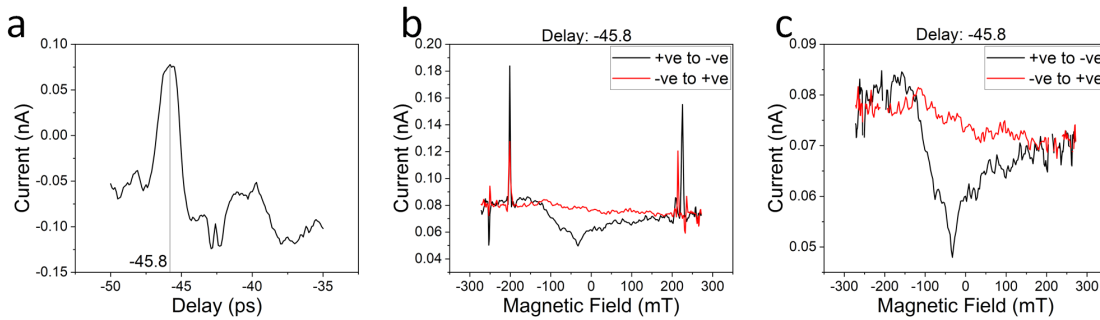 a
0.10
0.05
0.00
-0.05
-0.10
-0.15
Current (nA)
-45.8
-50
-45
-40
-35
Delay (ps)
b
Delay: -45.8
+ve to -ve
-ve to +ve
0.20
0.18
0.16
0.14
0.12
0.10
0.08
0.06
0.04
Current (nA)
-300
-200
-100
0
100
200
300
Magnetic Field (mT)
c
Delay: -45.8
+ve to -ve
-ve to +ve
0.09
0.08
0.07
0.06
0.05
Current (nA)
-300
-200
-100
0
100
200
300
Magnetic Field (mT)